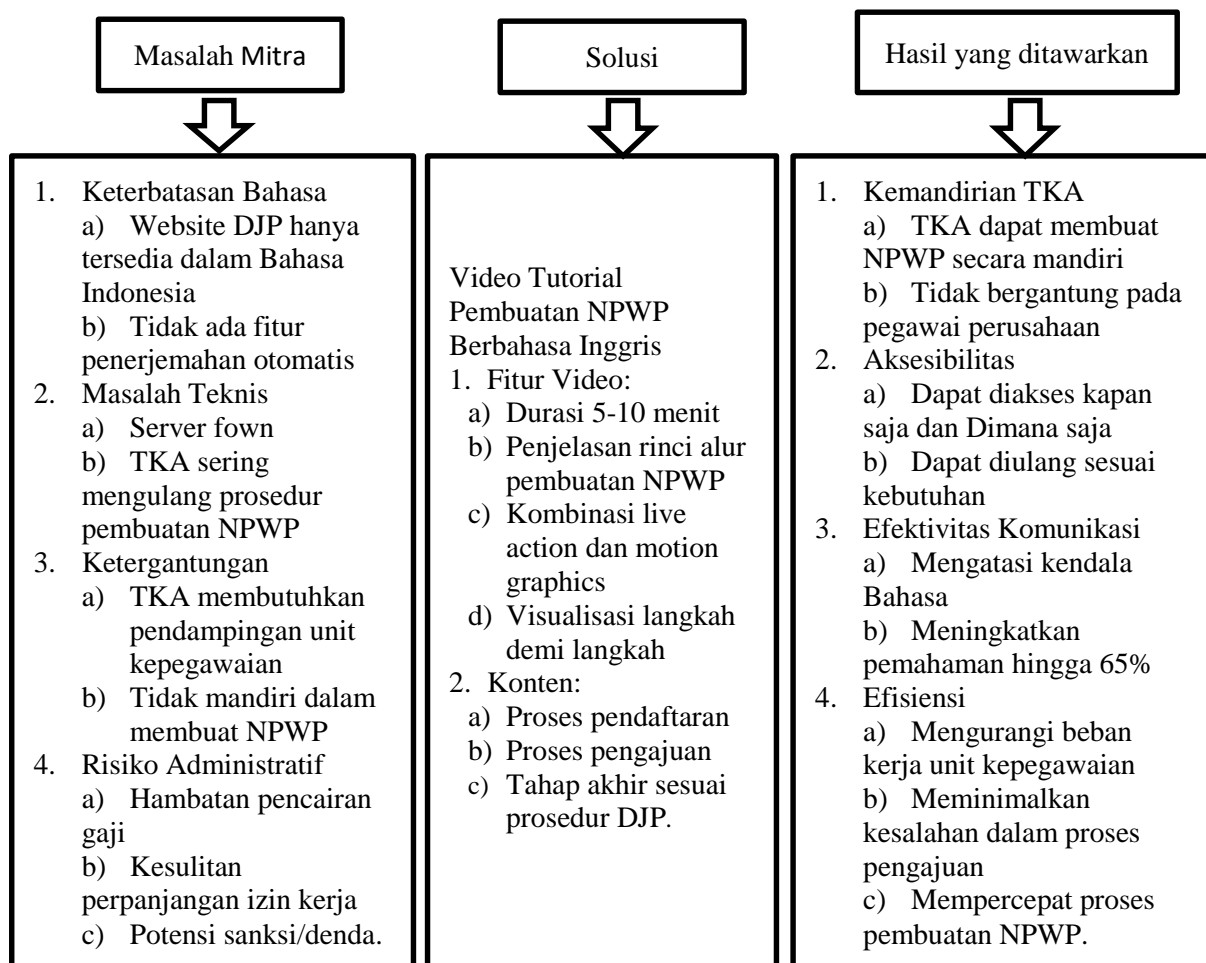 Masalah Mitra
1. Keterbatasan Bahasa
a) Website DJP hanya
tersedia dalam Bahasa
Indonesia
b) Tidak ada fitur
penerjemahan otomatis
2. Masalah Teknis
a) Server fown
b) TKA sering
mengulang prosedur
pembuatan NPWP
3. Ketergantungan
a) TKA membutuhkan
pendampingan unit
kepegawaian
b) Tidak mandiri dalam
membuat NPWP
4. Risiko Administratif
a) Hambatan pencairan
gaji
b) Kesulitan
perpanjangan izin kerja
c) Potensi sanksi/denda.
Solusi
Video Tutorial
Pembuatan NPWP
Berbahasa Inggris
1. Fitur Video:
a) Durasi 5-10 menit
b) Penjelasan rinci alur
pembuatan NPWP
c) Kombinasi live
action dan motion
graphics
d) Visualisasi langkah
demi langkah
2. Konten:
a) Proses pendaftaran
b) Proses pengajuan
c) Tahap akhir sesuai
prosedur DJP.
Hasil yang ditawarkan
1. Kemandirian TKA
a) TKA dapat membuat
NPWP secara mandiri
b) Tidak bergantung pada
pegawai perusahaan
2. Aksesibilitas
a) Dapat diakses kapan
saja dan Dimana saja
b) Dapat diulang sesuai
kebutuhan
3. Efektivitas Komunikasi
a) Mengatasi kendala
Bahasa
b) Meningkatkan
pemahaman hingga 65%
4. Efisiensi
a) Mengurangi beban
kerja unit kepegawaian
b) Meminimalkan
kesalahan dalam proses
pengajuan
c) Mempercepat proses
pembuatan NPWP.